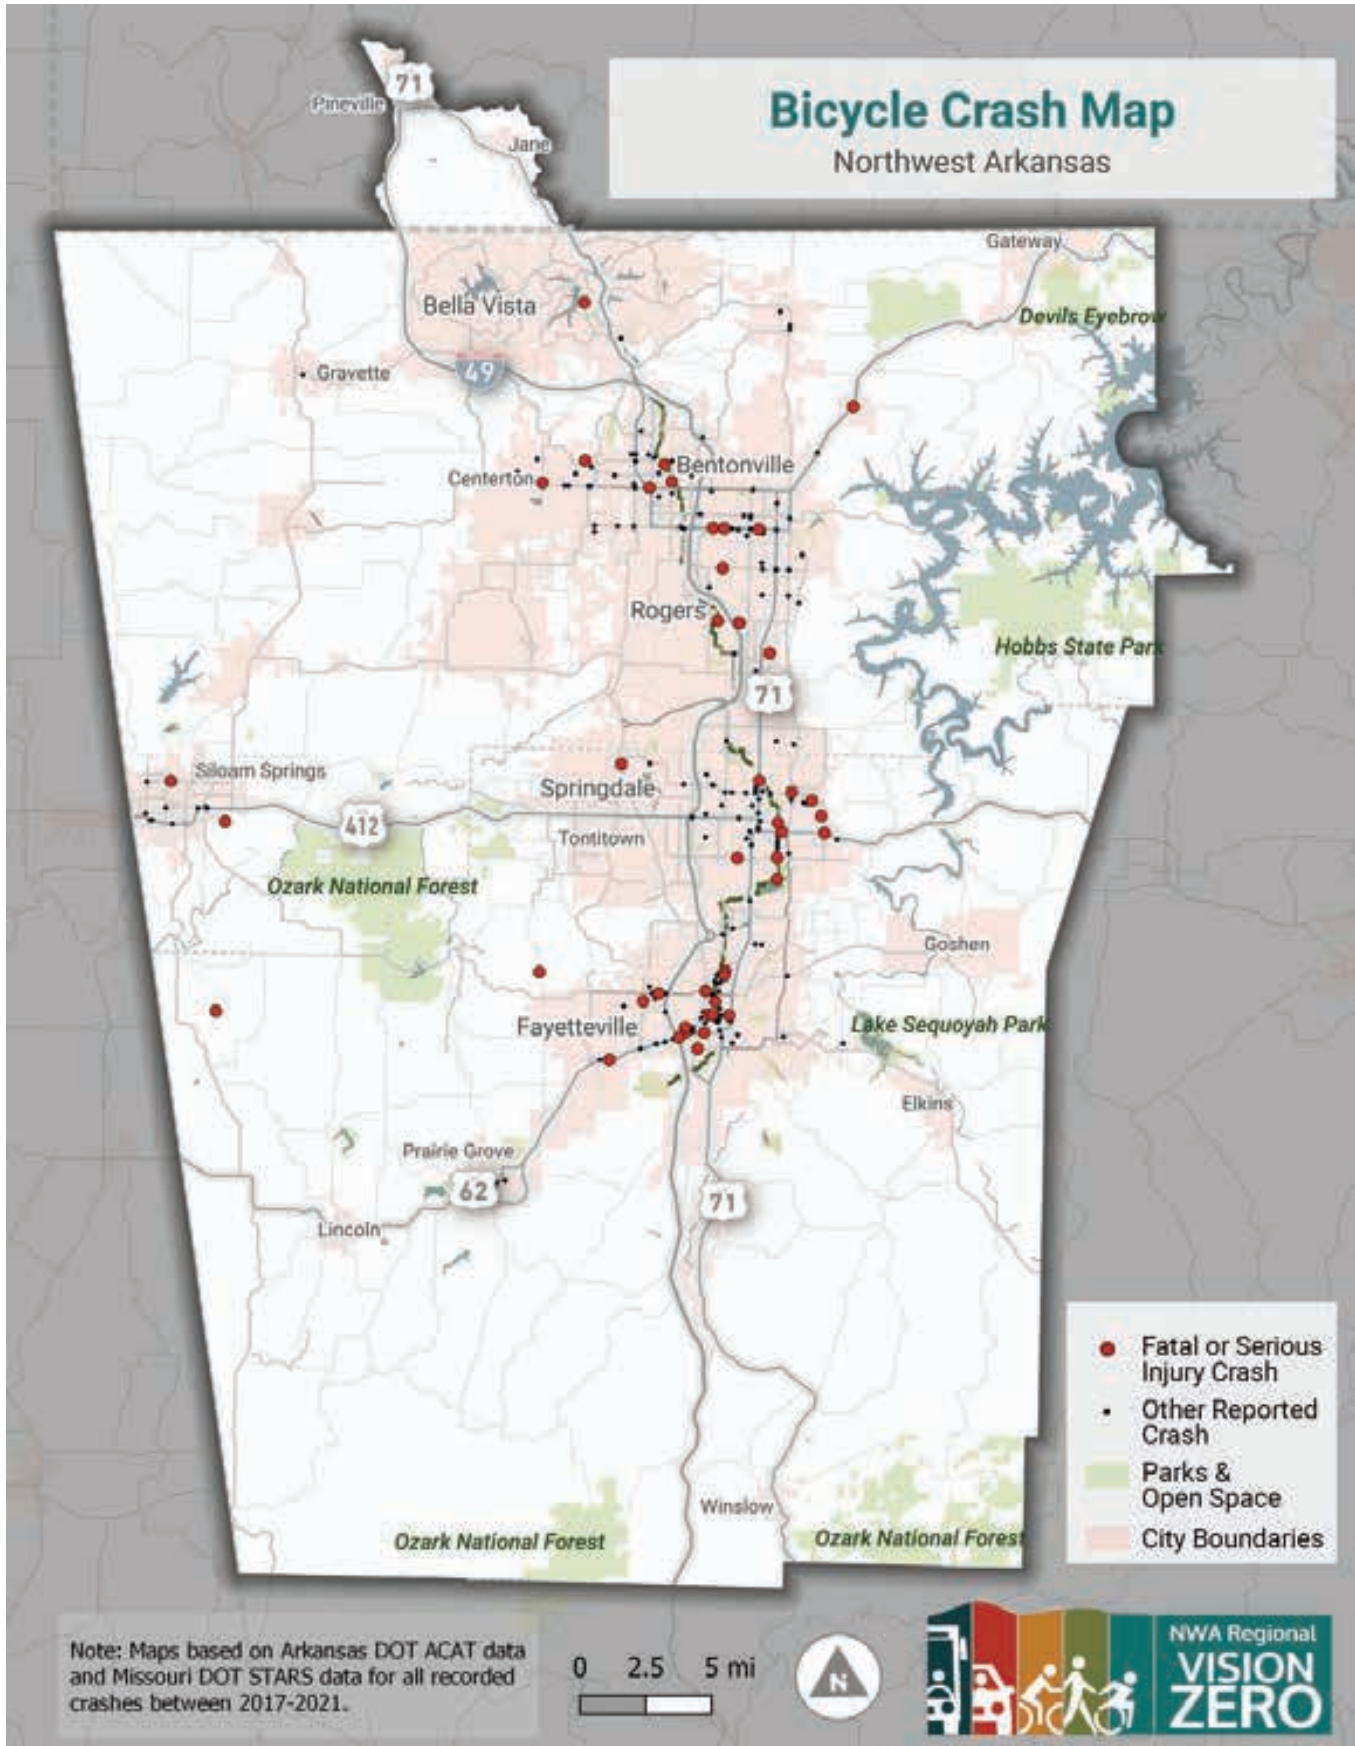 Bicycle Crash Map
Northwest Arkansas
71
Pineville
Jane
Gateway
Bella Vista
Devils Eyebrow
Gravette
49
Bentonville
Centerton
Rogers
Hobbs State Park
71
Siloam Springs
Springdale
412
Tontitown
Ozark National Forest
Goshen
Fayetteville
Lake Sequoyah Park
Elkins
Prairie Grove
62
71
Lincoln
Winslow
Ozark National Forest
Ozark National Forest
Fatal or Serious
Injury Crash
Other Reported
Crash
Parks &
Open Space
City Boundaries
Note: Maps based on Arkansas DOT ACAT data
and Missouri DOT STARS data for all recorded
crashes between 2017-2021.
0 2.5 5 mi
N
NWA Regional
VISION
ZERO